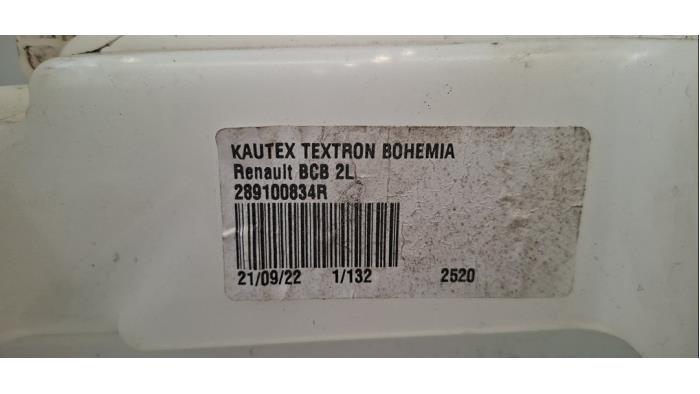 KAUTEX TEXTRON BOHEMIA
Renault BCB 2L
289100834R
21/09/22 1/132 2520